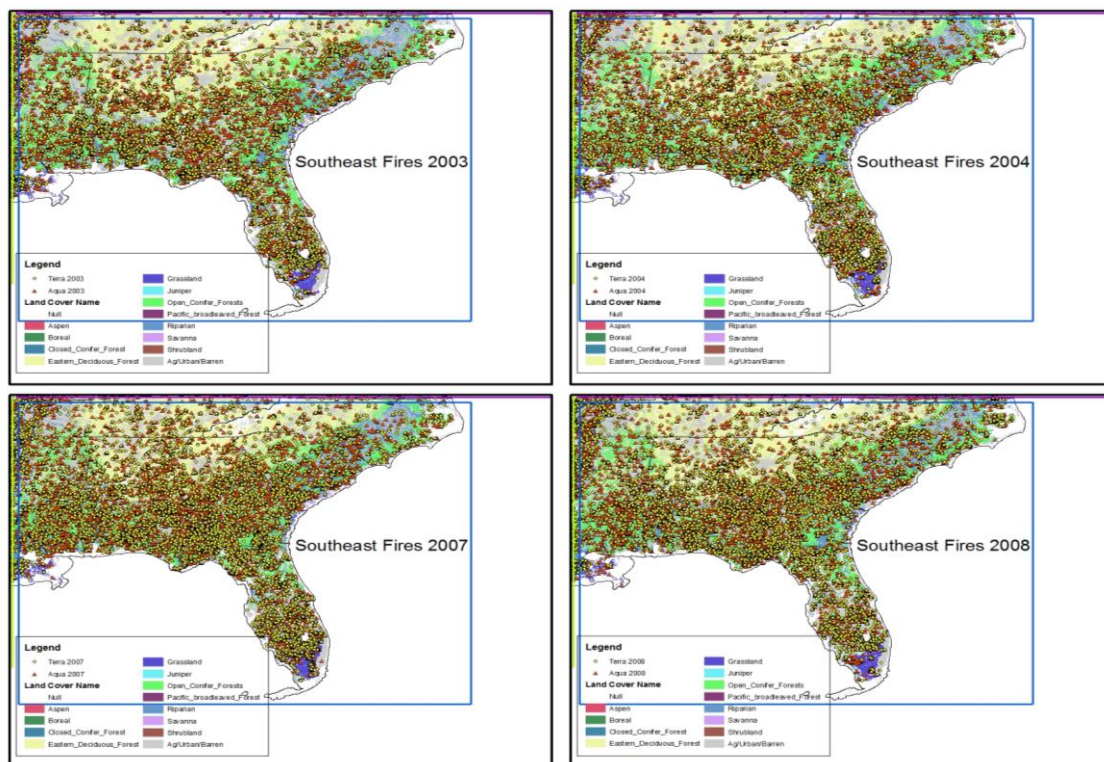 Southeast Fires 2003
Legend
Terra 2003
Aqua 2003
Land Cover Name
Null
Aspen
Boreal
Closed_Conifer_Forest
Eastern_Deciduous_Forest
Grassland
Juniper
Open_Conifer_Forests
Pacific_broadleaved_Forest
Riparian
Savanna
Shrubland
Ag/Urban/Barren
Southeast Fires 2004
Legend
Terra 2004
Aqua 2004
Land Cover Name
Null
Aspen
Boreal
Closed_Conifer_Forest
Eastern_Deciduous_Forest
Grassland
Juniper
Open_Conifer_Forests
Pacific_broadleaved_Forest
Riparian
Savanna
Shrubland
Ag/Urban/Barren
Southeast Fires 2007
Legend
Terra 2007
Aqua 2007
Land Cover Name
Null
Aspen
Boreal
Closed_Conifer_Forest
Eastern_Deciduous_Forest
Grassland
Juniper
Open_Conifer_Forests
Pacific_broadleaved_Forest
Riparian
Savanna
Shrubland
Ag/Urban/Barren
Southeast Fires 2008
Legend
Terra 2008
Aqua 2008
Land Cover Name
Null
Aspen
Boreal
Closed_Conifer_Forest
Eastern_Deciduous_Forest
Grassland
Juniper
Open_Conifer_Forests
Pacific_broadleaved_Forest
Riparian
Savanna
Shrubland
Ag/Urban/Barren